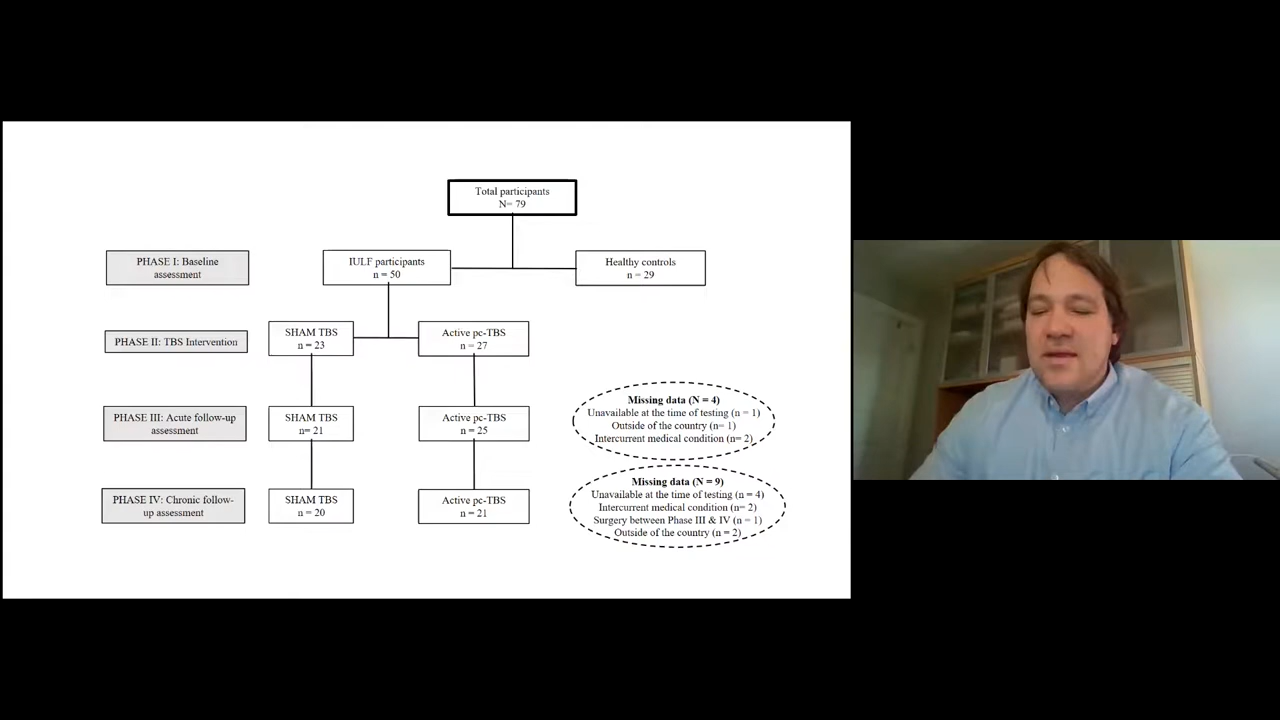 Total participants
N= 79
PHASE I: Baseline
assessment
IULF participants
n = 50
Healthy controls
n = 29
PHASE II: TBS Intervention
SHAM TBS
n = 23
Active pc-TBS
n = 27
PHASE III: Acute follow-up
assessment
SHAM TBS
n= 21
Active pc-TBS
n = 25
Missing data (N = 4)
Unavailable at the time of testing (n = 1)
Outside of the country (n= 1)
Intercurrent medical condition (n= 2)
PHASE IV: Chronic follow-
up assessment
SHAM TBS
n = 20
Active pc-TBS
n = 21
Missing data (N = 9)
Unavailable at the time of testing (n = 4)
Intercurrent medical condition (n= 2)
Surgery between Phase III & IV (n = 1)
Outside of the country (n = 2)